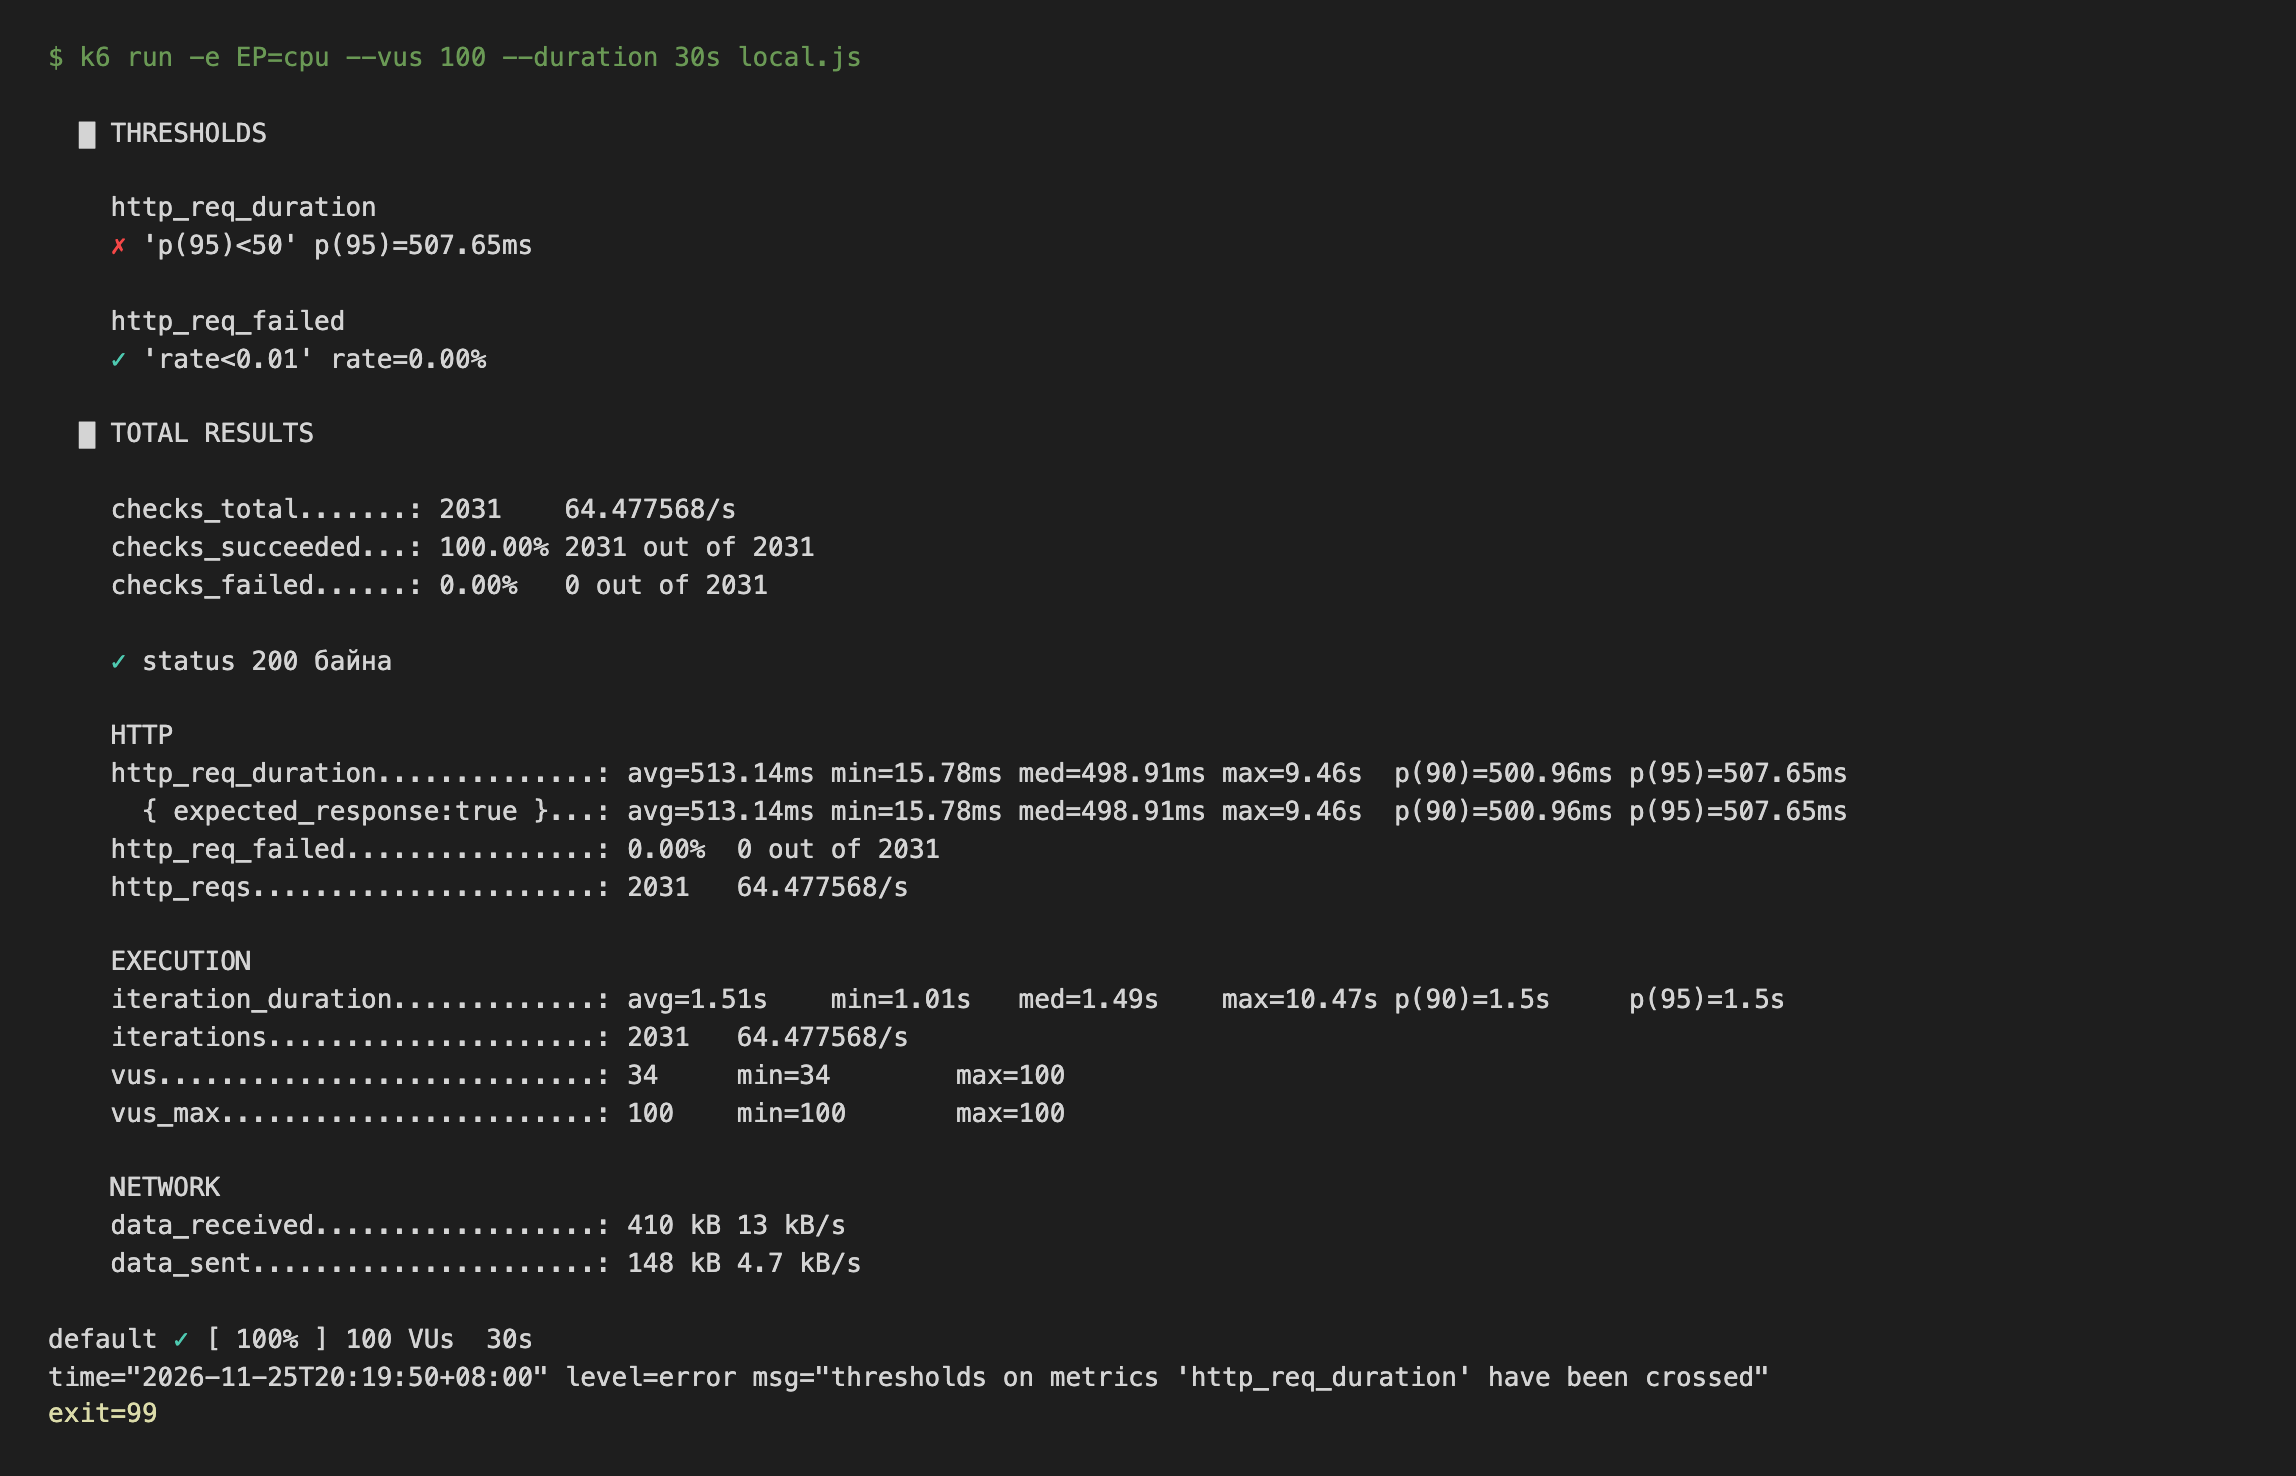 $ k6 run -e EP=cpu --vus 100 --duration 30s local.js
█ THRESHOLDS
http_req_duration
✗ 'p(95)<50' p(95)=507.65ms
http_req_failed
✓ 'rate<0.01' rate=0.00%
█ TOTAL RESULTS
checks_total.......: 2031    64.477568/s
checks_succeeded...: 100.00% 2031 out of 2031
checks_failed......: 0.00%   0 out of 2031
✓ status 200 байна
HTTP
http_req_duration..............: avg=513.14ms min=15.78ms med=498.91ms max=9.46s  p(90)=500.96ms p(95)=507.65ms
{ expected_response:true }...: avg=513.14ms min=15.78ms med=498.91ms max=9.46s  p(90)=500.96ms p(95)=507.65ms
http_req_failed................: 0.00%  0 out of 2031
http_reqs......................: 2031   64.477568/s
EXECUTION
iteration_duration.............: avg=1.51s    min=1.01s   med=1.49s    max=10.47s p(90)=1.5s     p(95)=1.5s
iterations.....................: 2031   64.477568/s
vus............................: 34     min=34        max=100
vus_max........................: 100    min=100       max=100
NETWORK
data_received..................: 410 kB 13 kB/s
data_sent......................: 148 kB 4.7 kB/s
default ✓ [ 100% ] 100 VUs  30s
time="2026-11-25T20:19:50+08:00" level=error msg="thresholds on metrics 'http_req_duration' have been crossed"
exit=99